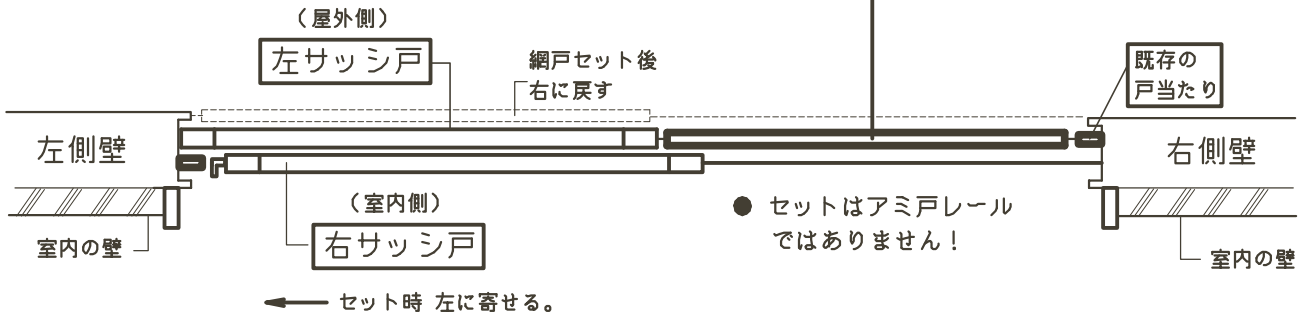 （屋外側）
左サッシ戸
網戸セット後
右に戻す
既存の
戸当たり
左側壁
右側壁
（室内側）
右サッシ戸
● セットはアミ戸レール
ではありません！
室内の壁
室内の壁
セット時 左に寄せる。